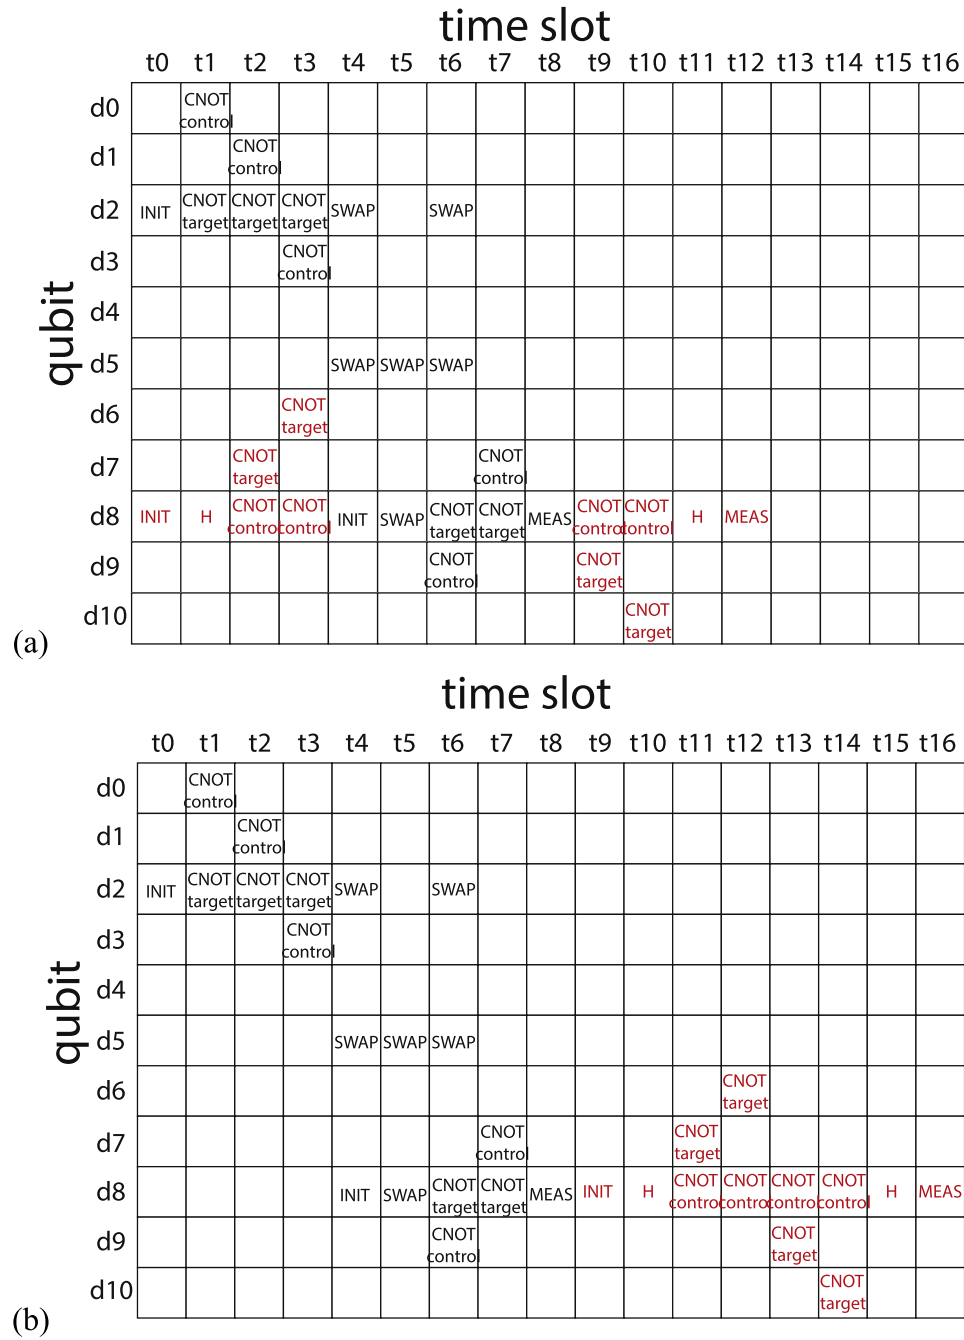 time slot
t0 t1 t2 t3 t4 t5 t6 t7 t8 t9 t10 t11 t12 t13 t14 t15 t16
d0 CNOT control
d1 CNOT control
d2 INIT CNOT target CNOT target CNOT target SWAP SWAP
d3 CNOT control
d4
qubit
d5 SWAP SWAP SWAP
d6 CNOT target
d7 CNOT target CNOT control
d8 INIT H CNOT control CNOT control INIT SWAP CNOT target CNOT target MEAS CNOT control CNOT control H MEAS
d9 CNOT control CNOT target
d10 CNOT target
(a)
time slot
t0 t1 t2 t3 t4 t5 t6 t7 t8 t9 t10 t11 t12 t13 t14 t15 t16
d0 CNOT control
d1 CNOT control
d2 INIT CNOT target CNOT target CNOT target SWAP SWAP
d3 CNOT control
d4
qubit
d5 SWAP SWAP SWAP
d6 CNOT target
d7 CNOT control CNOT target
d8 INIT SWAP CNOT target CNOT target MEAS INIT H CNOT control CNOT control CNOT control CNOT control H MEAS
d9 CNOT control CNOT target
d10 CNOT target
(b)